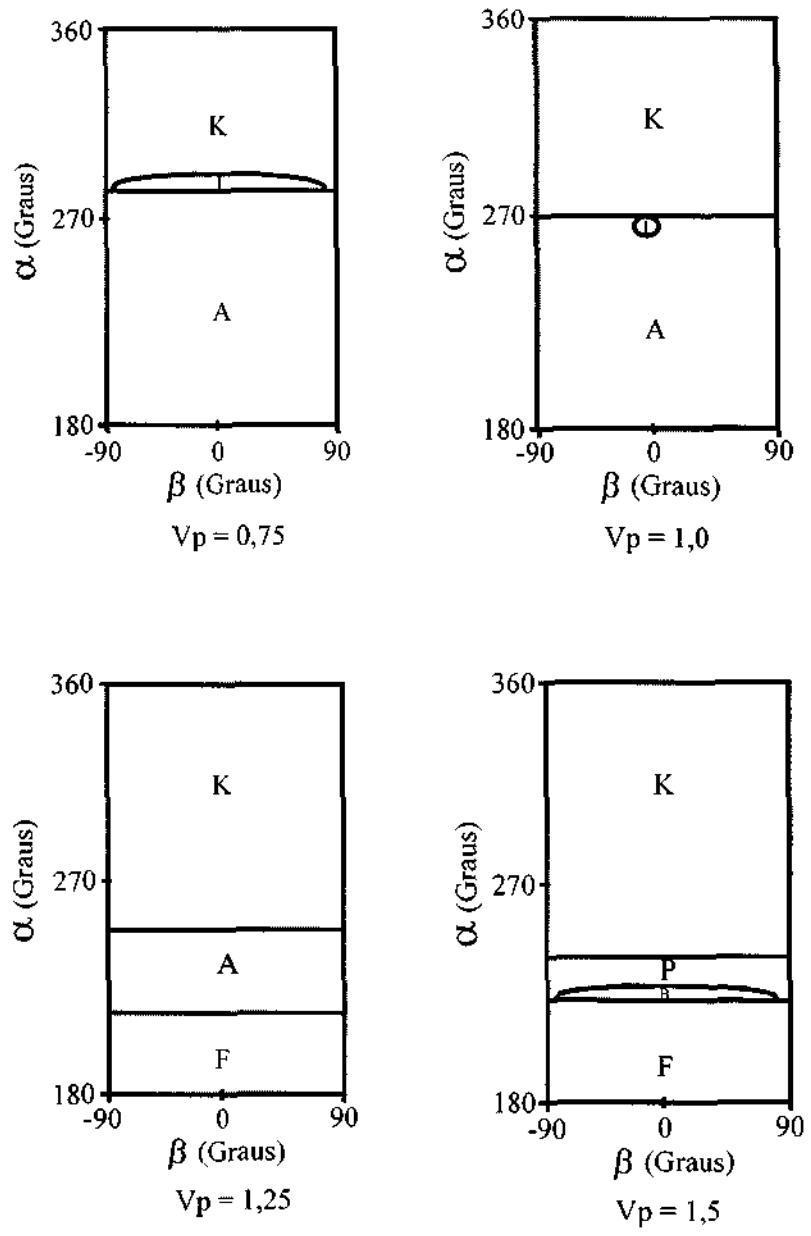 360
K
I
270
A
180
-90
0
90
α (Graus)
β (Graus)
Vp = 0,75
360
K
270
I
A
180
-90
0
90
α (Graus)
β (Graus)
Vp = 1,0
360
K
270
A
F
180
-90
0
90
α (Graus)
β (Graus)
Vp = 1,25
360
K
270
P
B
F
180
-90
0
90
α (Graus)
β (Graus)
Vp = 1,5